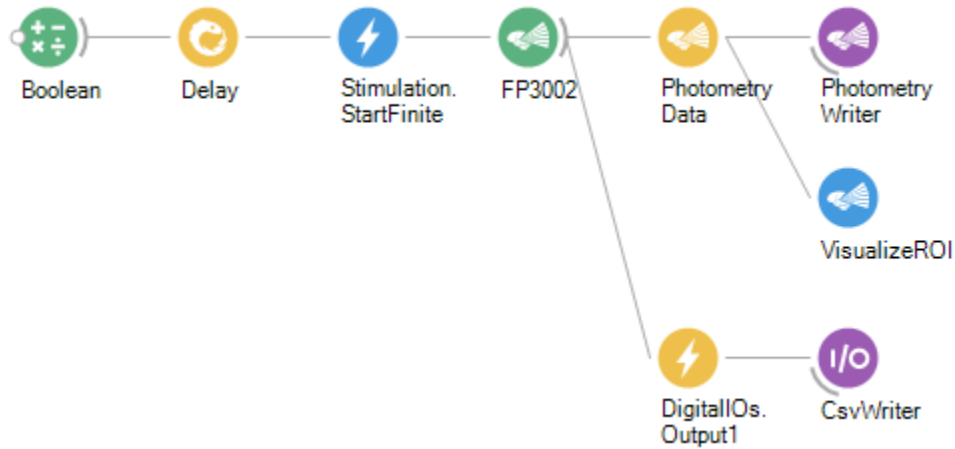 Boolean
Delay
Stimulation.
StartFinite
FP3002
Photometry
Data
Photometry
Writer
VisualizeROI
DigitalIOs.
Output1
I/O
CsvWriter